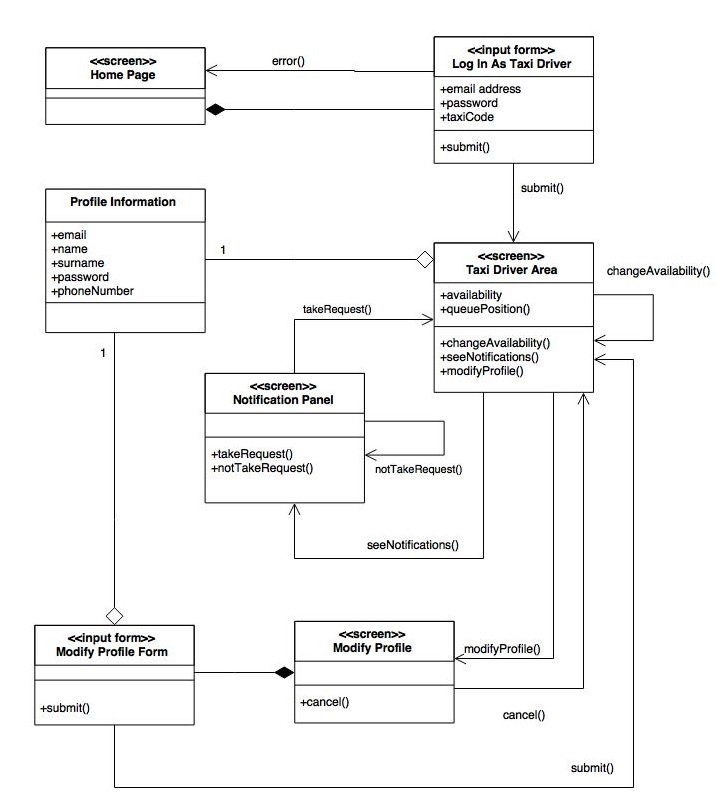 <<screen>>
Home Page
error()
<<input form>>
Log In As Taxi Driver
+email address
+password
+taxiCode
+submit()
submit()
Profile Information
+email
+name
+surname
+password
+phoneNumber
1
1
<<screen>>
Taxi Driver Area
+availability
+queuePosition()
+changeAvailability()
+seeNotifications()
+modifyProfile()
changeAvailability()
takeRequest()
<<screen>>
Notification Panel
+takeRequest()
+notTakeRequest()
notTakeRequest()
seeNotifications()
<<input form>>
Modify Profile Form
+submit()
<<screen>>
Modify Profile
+cancel()
modifyProfile()
cancel()
submit()